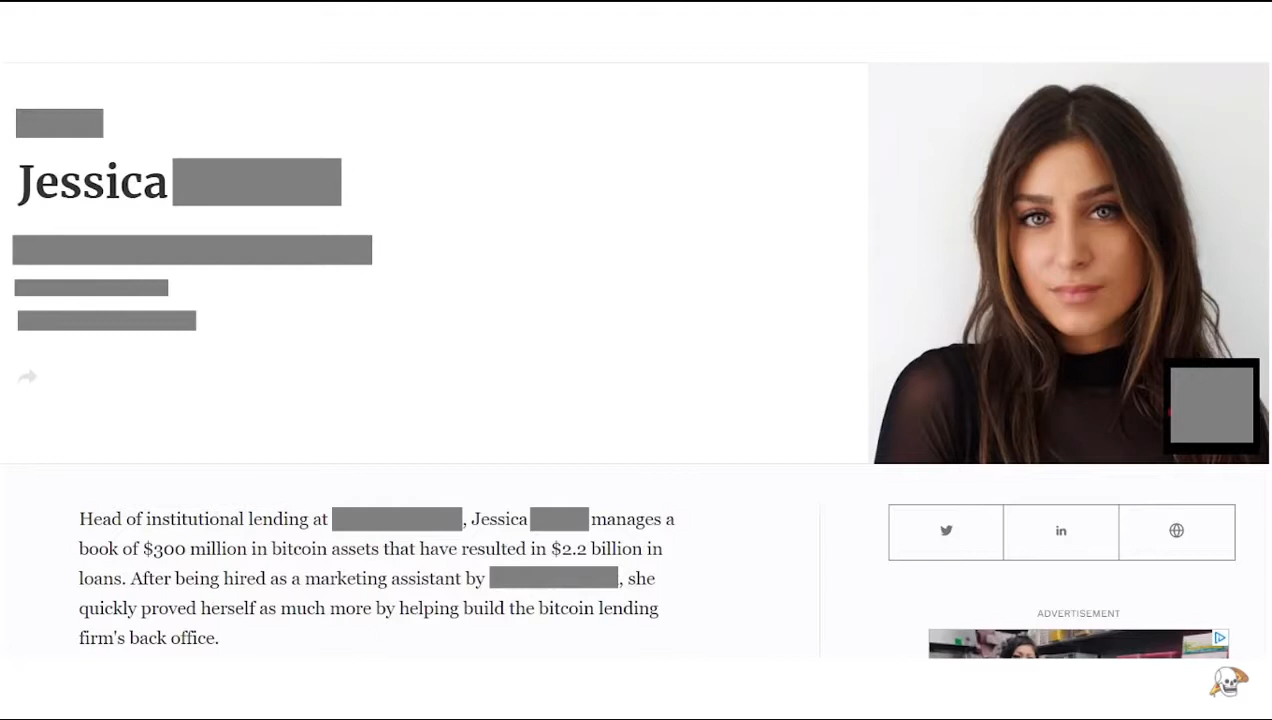 Jessica
Head of institutional lending at , Jessica manages a
book of $300 million in bitcoin assets that have resulted in $2.2 billion in
loans. After being hired as a marketing assistant by , she
quickly proved herself as much more by helping build the bitcoin lending
firm's back office.
in
ADVERTISEMENT